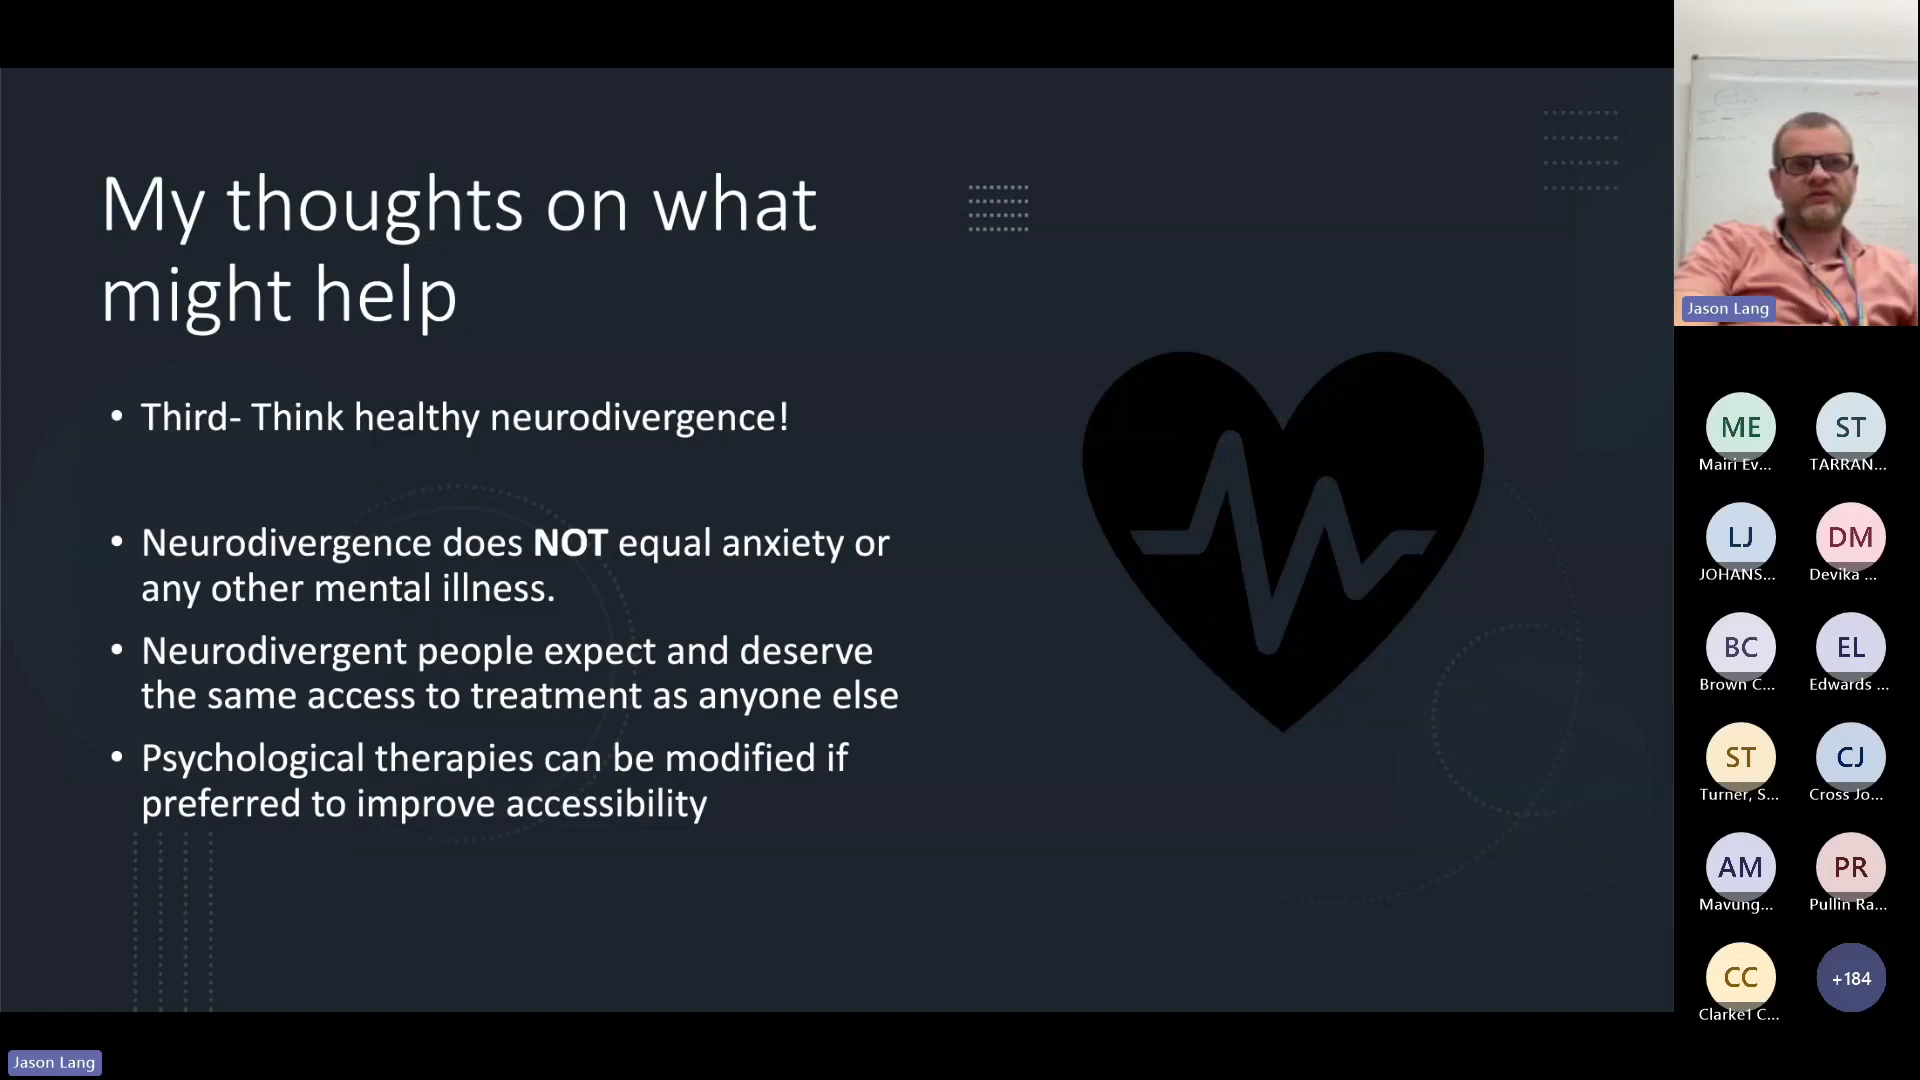 My thoughts on what
might help
• Third- Think healthy neurodivergence!
• Neurodivergence does NOT equal anxiety or
any other mental illness.
• Neurodivergent people expect and deserve
the same access to treatment as anyone else
• Psychological therapies can be modified if
preferred to improve accessibility
Jason Lang
ME
Mairi Ev...
ST
TARRAN...
LJ
JOHANS...
DM
Devika ...
BC
Brown C...
EL
Edwards ...
ST
Turner, S...
CJ
Cross Jo...
AM
Mavung...
PR
Pullin Ra...
CC
Clarke1 C...
+184
Jason Lang